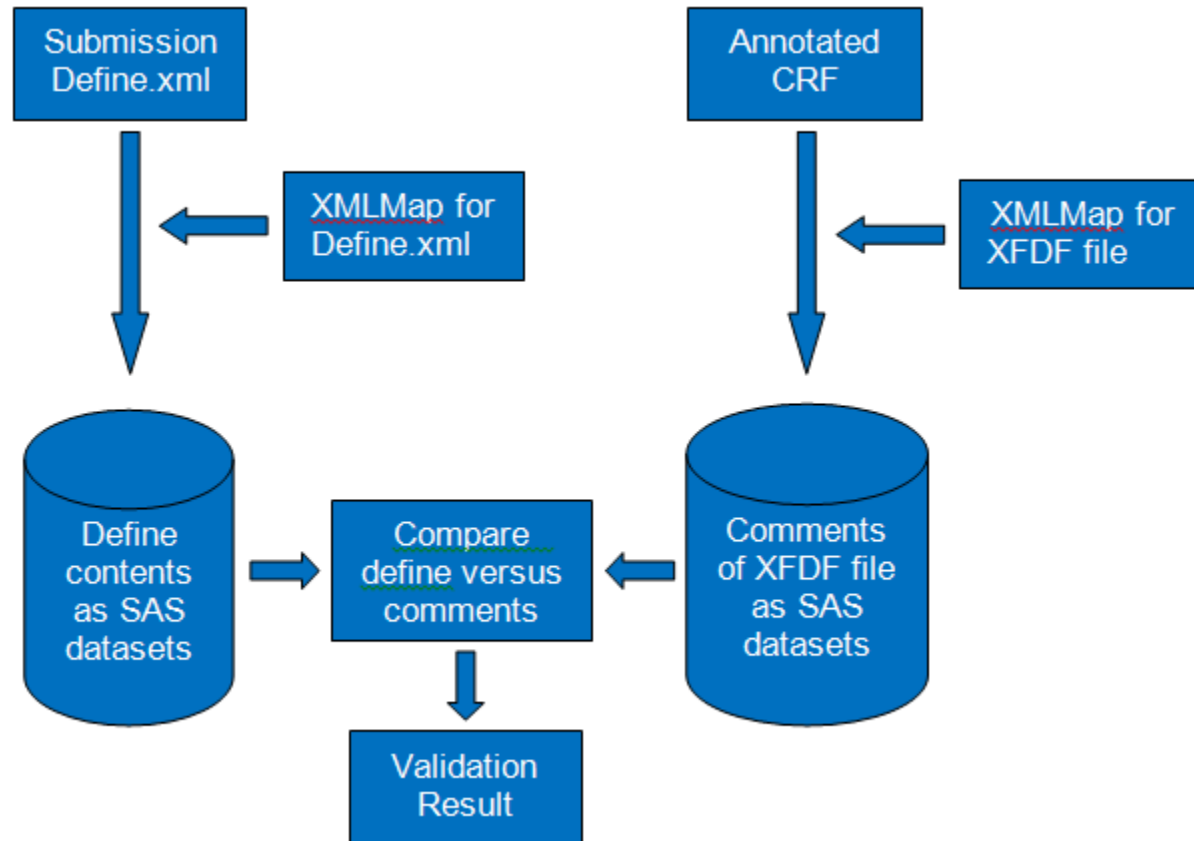 Submission
Define.xml
Annotated
CRF
XMLMap for
Define.xml
XMLMap for
XFDF file
Define
contents
as SAS
datasets
Compare
define versus
comments
Comments
of XFDF file
as SAS
datasets
Validation
Result